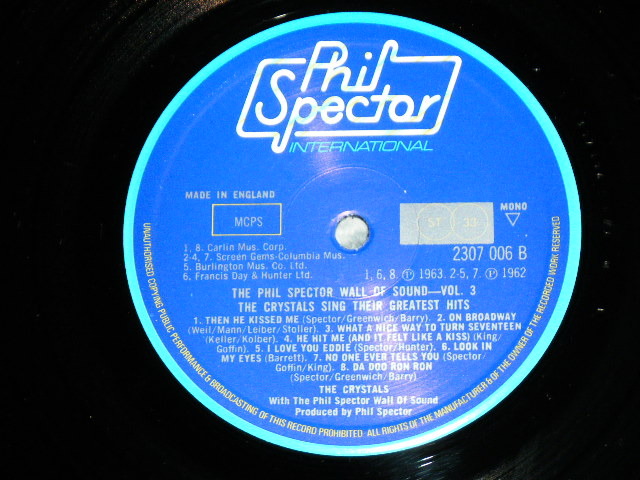 Phil
Spector
INTERNATIONAL
MADE IN ENGLAND
MCPS
MONO
ST 33
2307 006 B
1, 8. Carlin Mus. Corp.
2-4, 7. Screen Gems-Columbia Mus.
5. Burlington Mus. Co. Ltd.
6. Francis Day & Hunter Ltd.
1, 6, 8. ℗ 1963. 2-5, 7. ℗ 1962
THE PHIL SPECTOR WALL OF SOUND—VOL. 3
THE CRYSTALS SING THEIR GREATEST HITS
1. THEN HE KISSED ME (Spector/Greenwich/Barry). 2. ON BROADWAY
(Weil/Mann/Leiber/Stoller). 3. WHAT A NICE WAY TO TURN SEVENTEEN
(Keller/Kolber). 4. HE HIT ME (AND IT FELT LIKE A KISS) (King/
Goffin). 5. I LOVE YOU EDDIE (Spector/Hunter). 6. LOOK IN
MY EYES (Barrett). 7. NO ONE EVER TELLS YOU (Spector/
Goffin/King). 8. DA DOO RON RON
(Spector/Greenwich/Barry)
THE CRYSTALS
With The Phil Spector Wall Of Sound
Produced by Phil Spector
UNAUTHORISED COPYING PUBLIC PERFORMANCE & BROADCASTING OF THIS RECORD PROHIBITED. ALL RIGHTS OF THE MANUFACTURER & OF THE OWNER OF THE RECORDED WORK RESERVED